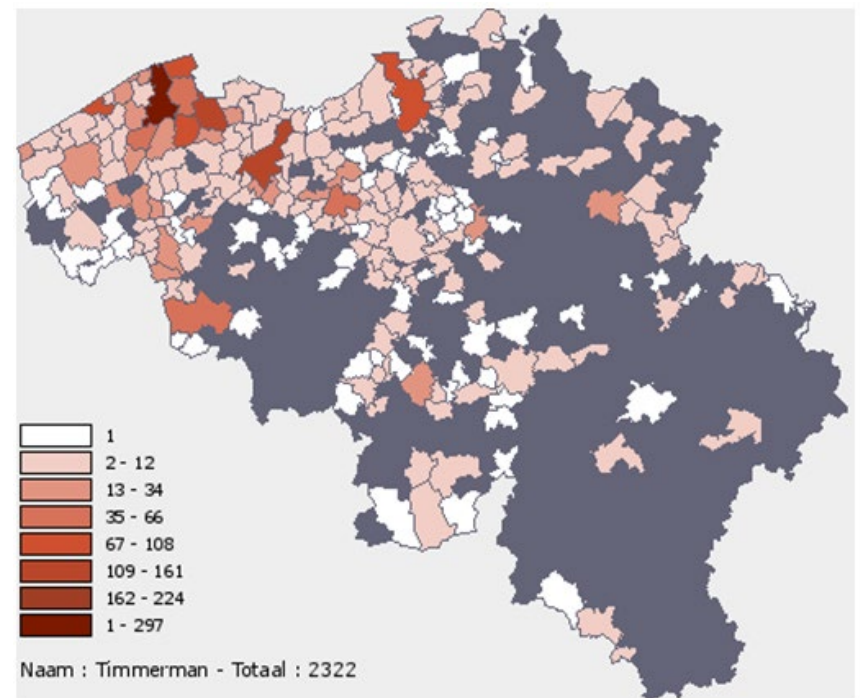 1
2 - 12
13 - 34
35 - 66
67 - 108
109 - 161
162 - 224
1 - 297
Naam : Timmerman - Totaal : 2322